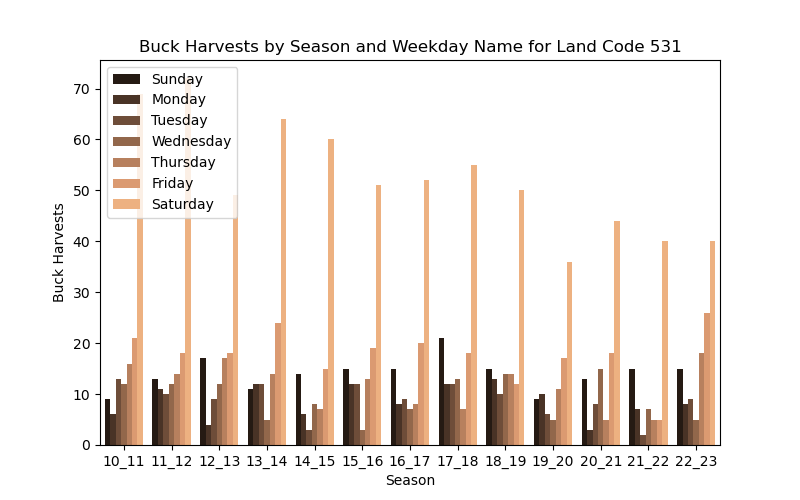 Buck Harvests by Season and Weekday Name for Land Code 531
Sunday
Monday
Tuesday
Wednesday
Thursday
Friday
Saturday
70
60
50
40
30
20
10
0
Buck Harvests
10_11 11_12 12_13 13_14 14_15 15_16 16_17 17_18 18_19 19_20 20_21 21_22 22_23
Season